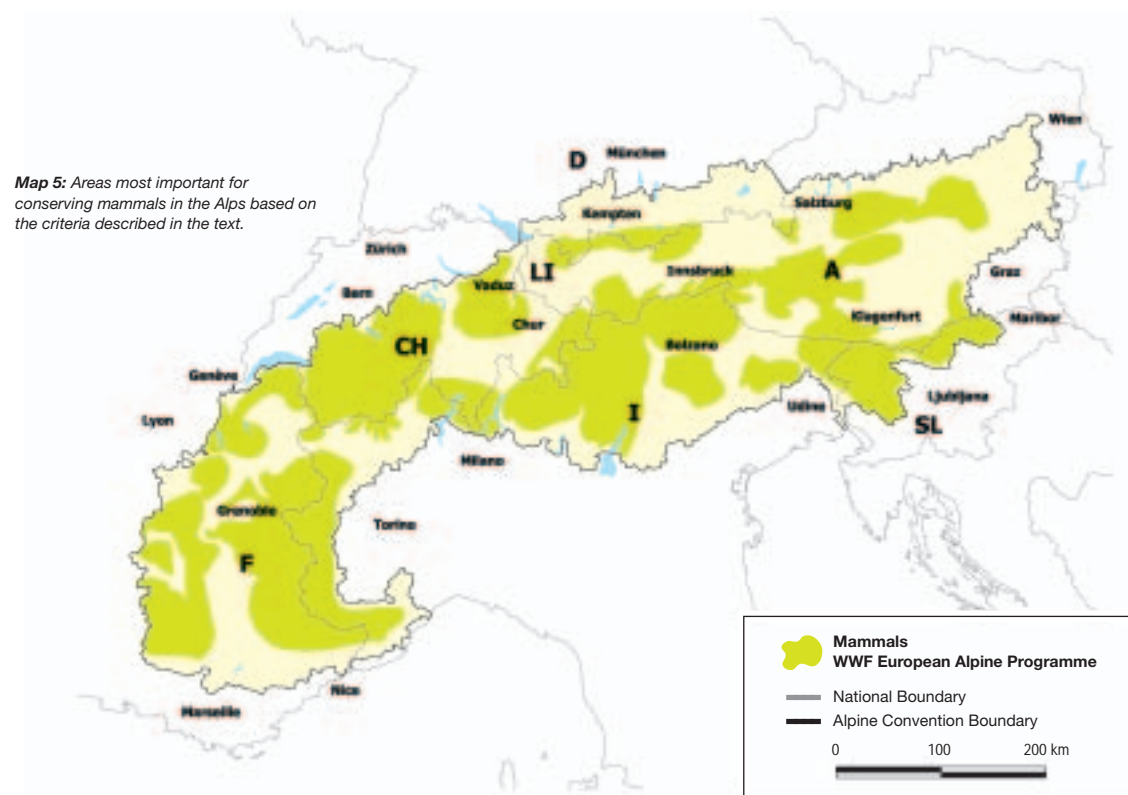 Map 5: Areas most important for
conserving mammals in the Alps based on
the criteria described in the text.
Wien
D
München
Kempten
Salzburg
Zürich
LI
Innsbruck
A
Graz
Vaduz
Bern
Chur
Klagenfurt
Maribor
CH
Bolzano
Genève
Ljubljana
Lyon
I
Udine
SL
Milano
Grenoble
Torino
F
Nice
Marseille
Mammals
WWF European Alpine Programme
National Boundary
Alpine Convention Boundary
0 100 200 km